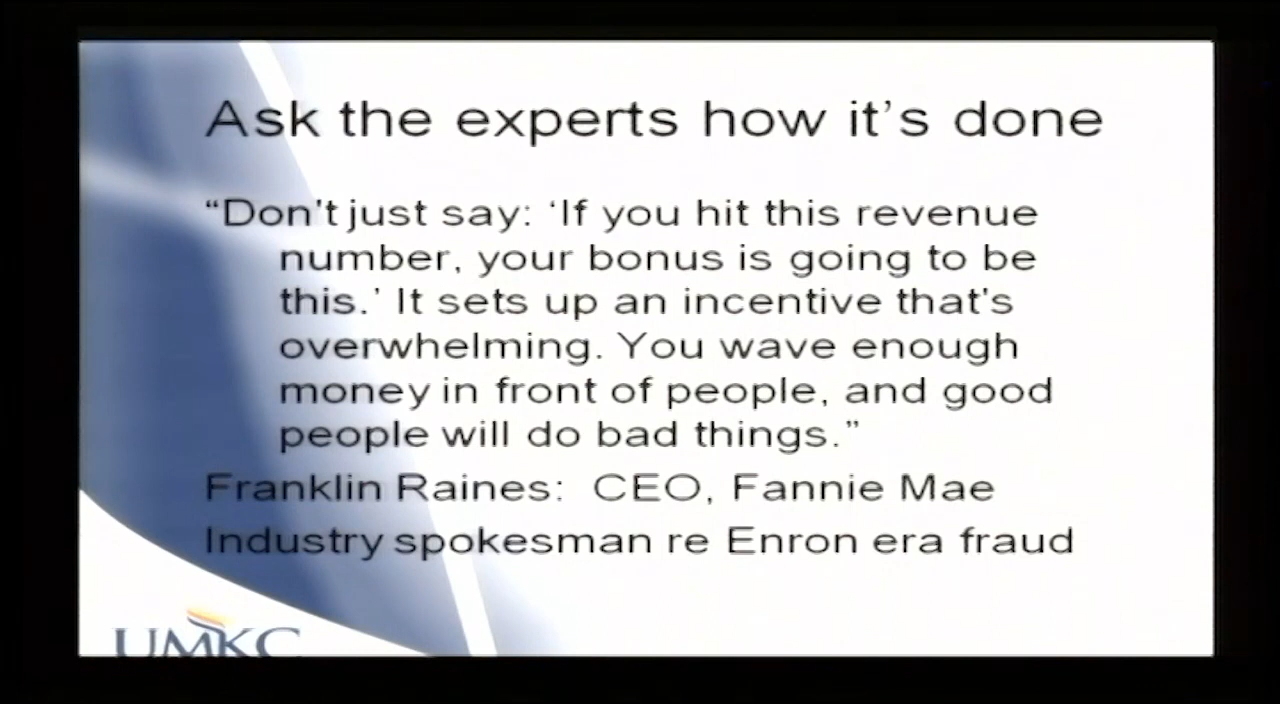 Ask the experts how it's done
“Don't just say: ‘If you hit this revenue
number, your bonus is going to be
this.’ It sets up an incentive that's
overwhelming. You wave enough
money in front of people, and good
people will do bad things.”
Franklin Raines:  CEO, Fannie Mae
Industry spokesman re Enron era fraud
UMKC